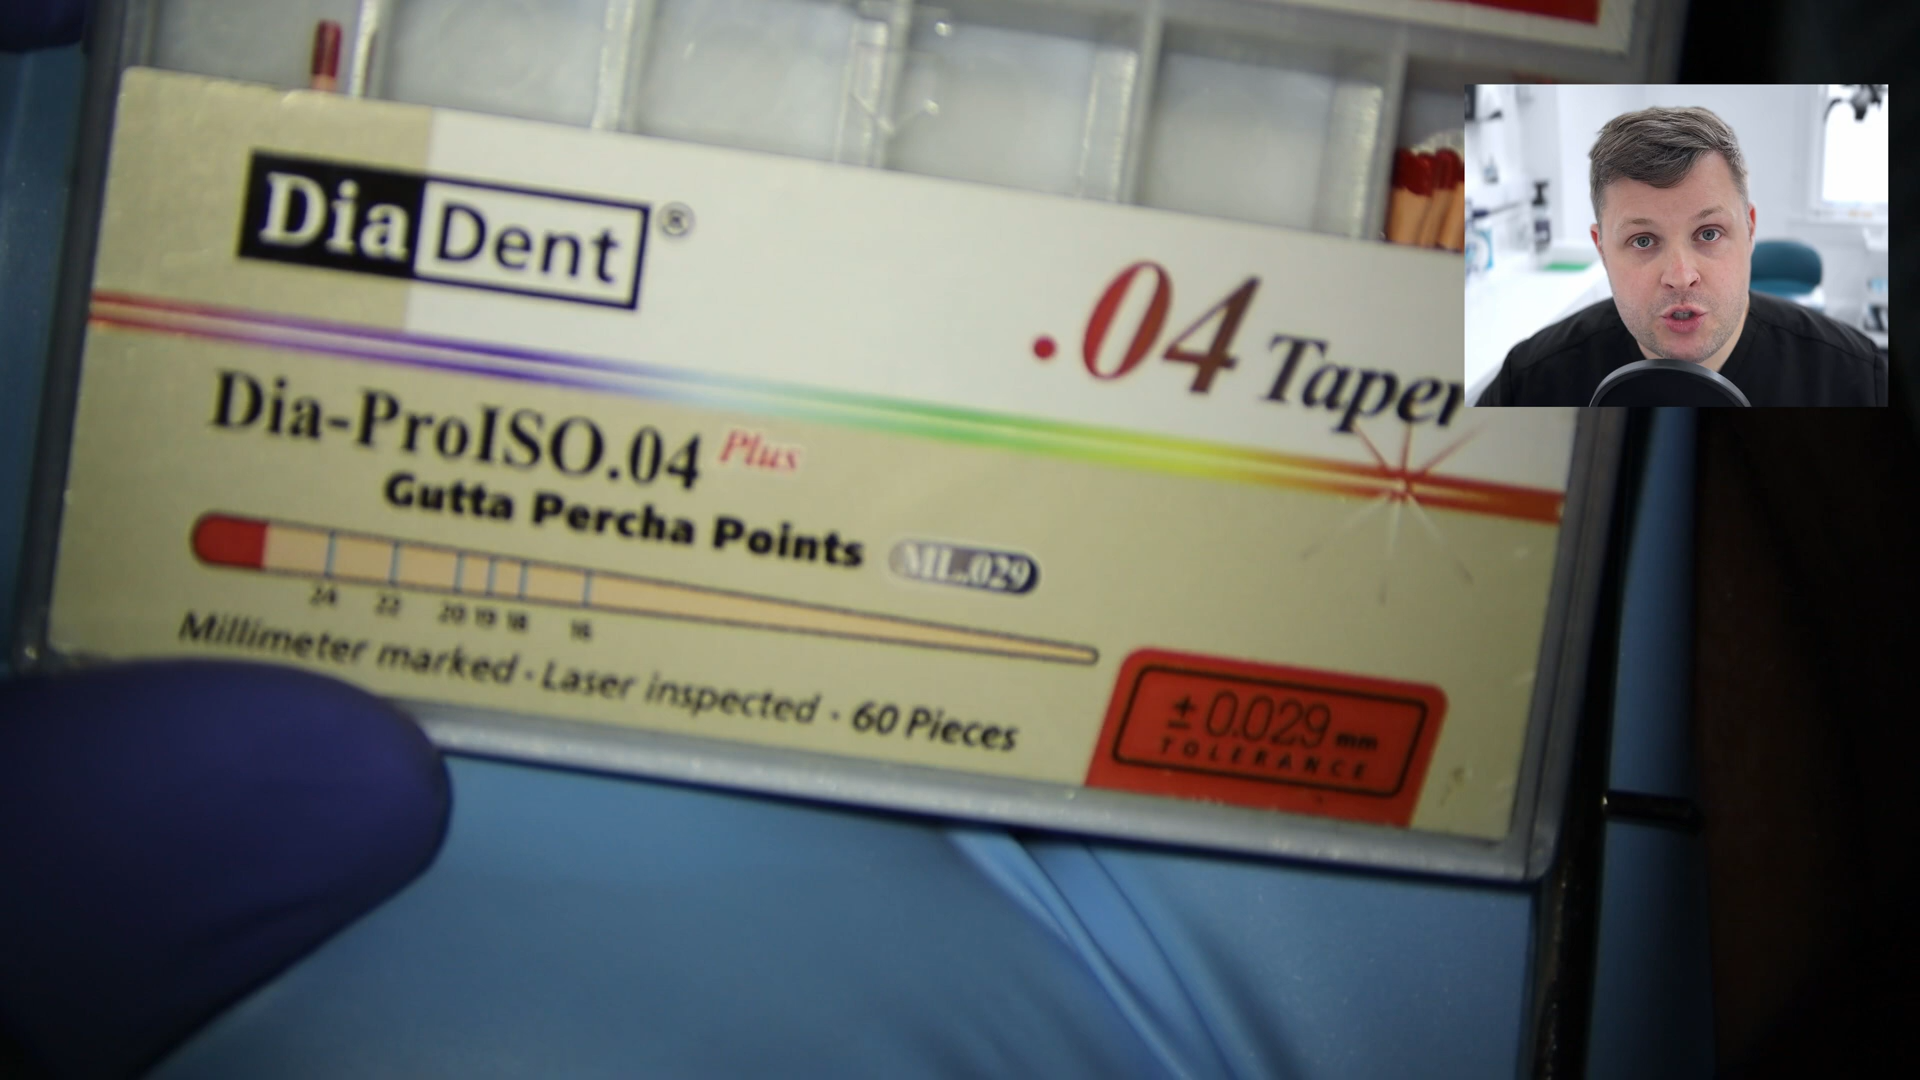 DiaDent®
.04 Taper
Dia-ProISO.04 Plus
Gutta Percha Points ML.029
24 22 20 19 18 16
Millimeter marked · Laser inspected · 60 Pieces
± 0.029 mm
TOLERANCE